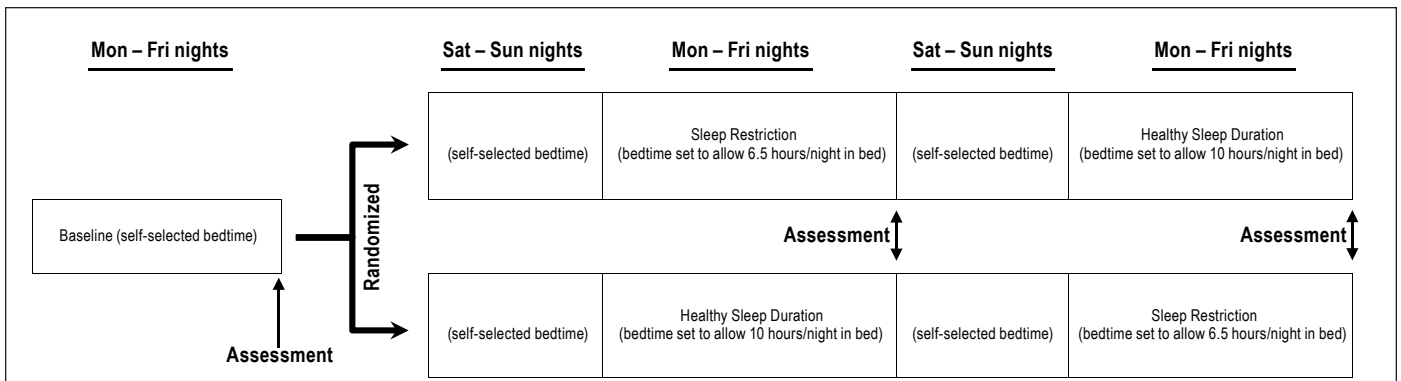 Mon – Fri nights
Sat – Sun nights
Mon – Fri nights
Sat – Sun nights
Mon – Fri nights
(self-selected bedtime)
Sleep Restriction
(bedtime set to allow 6.5 hours/night in bed)
(self-selected bedtime)
Healthy Sleep Duration
(bedtime set to allow 10 hours/night in bed)
Baseline (self-selected bedtime)
Randomized
Assessment
Assessment
Assessment
(self-selected bedtime)
Healthy Sleep Duration
(bedtime set to allow 10 hours/night in bed)
(self-selected bedtime)
Sleep Restriction
(bedtime set to allow 6.5 hours/night in bed)